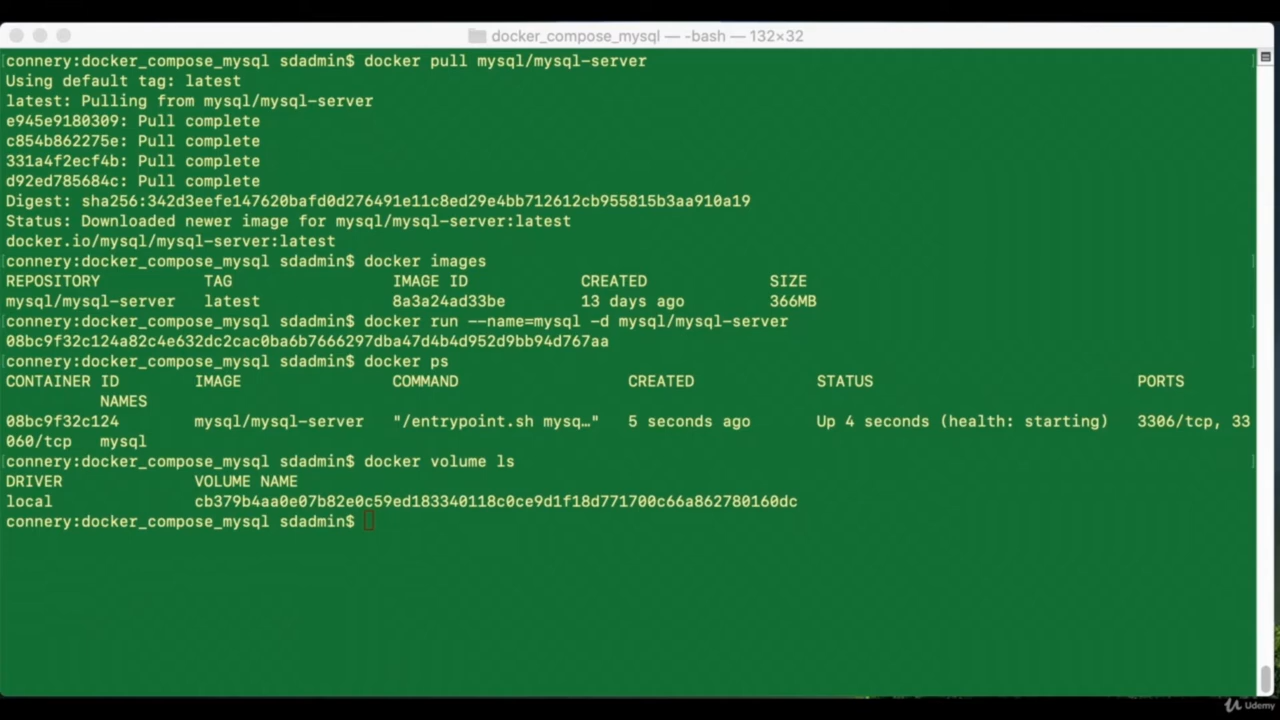 docker_compose_mysql — -bash — 132×32
connery:docker_compose_mysql sdadmin$ docker pull mysql/mysql-server
Using default tag: latest
latest: Pulling from mysql/mysql-server
e945e9180309: Pull complete
c854b862275e: Pull complete
331a4f2ecf4b: Pull complete
d92ed785684c: Pull complete
Digest: sha256:342d3eefe147620bafd0d276491e11c8ed29e4bb712612cb955815b3aa910a19
Status: Downloaded newer image for mysql/mysql-server:latest
docker.io/mysql/mysql-server:latest
connery:docker_compose_mysql sdadmin$ docker images
REPOSITORY TAG IMAGE ID CREATED SIZE
mysql/mysql-server latest 8a3a24ad33be 13 days ago 366MB
connery:docker_compose_mysql sdadmin$ docker run --name=mysql -d mysql/mysql-server
08bc9f32c124a82c4e632dc2cac0ba6b7666297dba47d4b4d952d9bb94d767aa
connery:docker_compose_mysql sdadmin$ docker ps
CONTAINER ID IMAGE COMMAND CREATED STATUS PORTS
NAMES
08bc9f32c124 mysql/mysql-server "/entrypoint.sh mysq…" 5 seconds ago Up 4 seconds (health: starting) 3306/tcp, 33
060/tcp mysql
connery:docker_compose_mysql sdadmin$ docker volume ls
DRIVER VOLUME NAME
local cb379b4aa0e07b82e0c59ed183340118c0ce9d1f18d771700c66a862780160dc
connery:docker_compose_mysql sdadmin$
Udemy